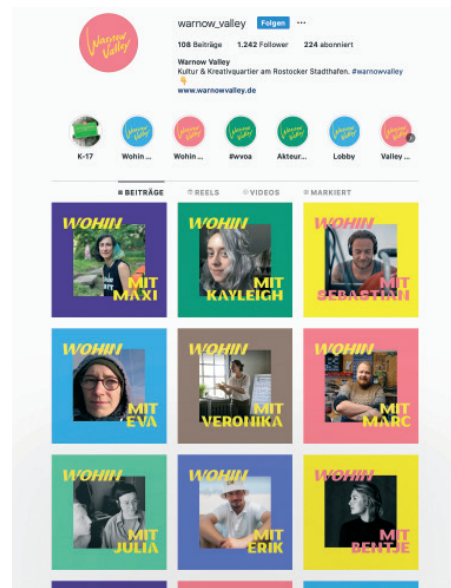 Warnow
Valley
warnow_valley Folgen ...
108 Beiträge 1.242 Follower 224 abonniert
Warnow Valley
Kultur & Kreativquartier am Rostocker Stadthafen. #warnowvalley
www.warnowvalley.de
K-17 Wohin ... Wohin ... #wvoa Akteur... Lobby Valley ...
BEITRÄGE REELS VIDEOS MARKIERT
WOHIN WOHIN WOHIN
MIT MIT MIT
MAXI KAYLEIGH SEBASTIAN
WOHIN WOHIN WOHIN
MIT MIT MIT
EVA VERONIKA MARC
WOHIN WOHIN WOHIN
MIT MIT MIT
JULIA ERIK BENTJE